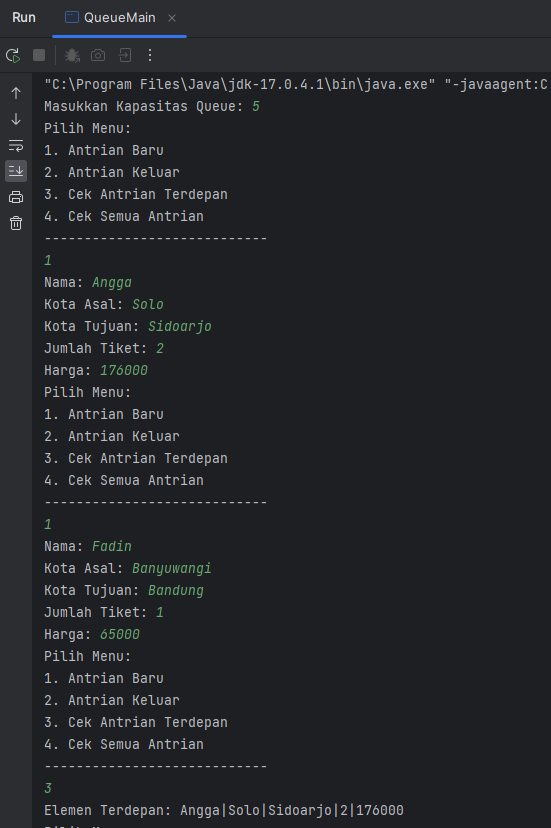 Run QueueMain
"C:\Program Files\Java\jdk-17.0.4.1\bin\java.exe" "-javaagent:C
Masukkan Kapasitas Queue: 5
Pilih Menu:
1. Antrian Baru
2. Antrian Keluar
3. Cek Antrian Terdepan
4. Cek Semua Antrian
----------------------------
1
Nama: Angga
Kota Asal: Solo
Kota Tujuan: Sidoarjo
Jumlah Tiket: 2
Harga: 176000
Pilih Menu:
1. Antrian Baru
2. Antrian Keluar
3. Cek Antrian Terdepan
4. Cek Semua Antrian
----------------------------
1
Nama: Fadin
Kota Asal: Banyuwangi
Kota Tujuan: Bandung
Jumlah Tiket: 1
Harga: 65000
Pilih Menu:
1. Antrian Baru
2. Antrian Keluar
3. Cek Antrian Terdepan
4. Cek Semua Antrian
----------------------------
3
Elemen Terdepan: Angga|Solo|Sidoarjo|2|176000